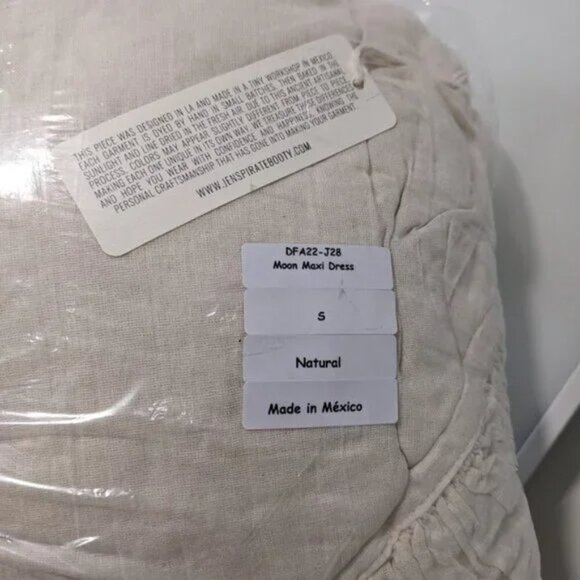 THIS PIECE WAS DESIGNED IN LA AND MADE IN A TINY WORKSHOP IN MEXICO.
EACH GARMENT IS DYED BY HAND IN SMALL BATCHES, THEN BAKED IN THE
SUNLIGHT AND LINE DRIED IN THE FRESH AIR. DUE TO THIS ANCIENT ARTISANAL
PROCESS, COLORS MAY APPEAR SLIGHTLY DIFFERENT FROM PIECE TO PIECE,
MAKING EACH ONE UNIQUE IN ITS OWN WAY. WE TREASURE THESE DIFFERENCES
AND HOPE YOU WEAR WITH CONFIDENCE AND HAPPINESS KNOWING THE
PERSONAL CRAFTSMANSHIP THAT HAS GONE INTO MAKING YOUR GARMENT.
WWW.JENSPIRATEBOOTY.COM
DFA22-J28
Moon Maxi Dress
S
Natural
Made in México